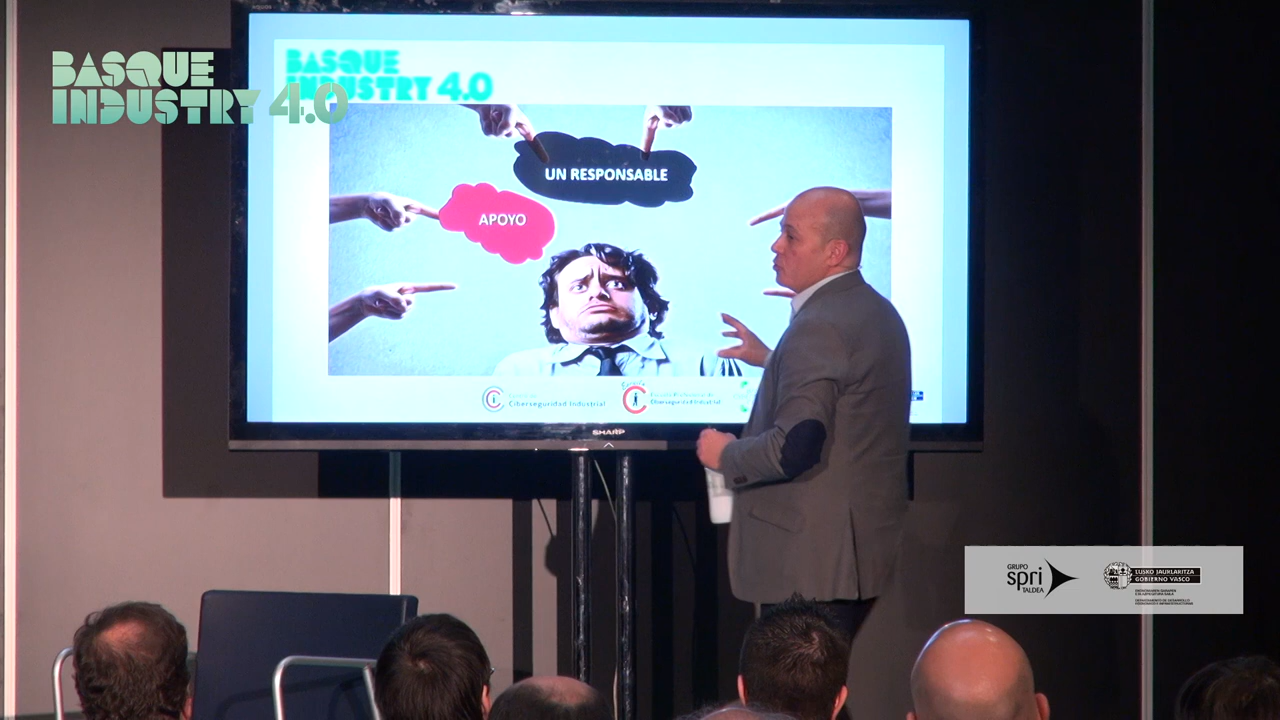 BASQUE
INDUSTRY 4.0
BASQUE
INDUSTRY 4.0
UN RESPONSABLE
APOYO
Ciberseguridad Industrial
SHARP
GRUPO
spri
TALDEA
EUSKO JAURLARITZA
GOBIERNO VASCO